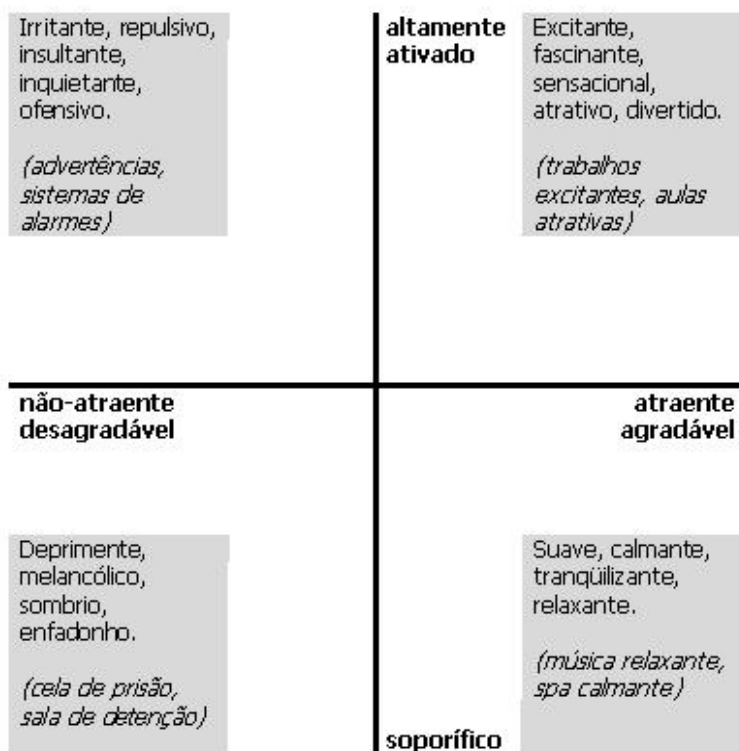 Irritante, repulsivo,
insultante,
inquietante,
ofensivo.
(advertências,
sistemas de
alarmes)
altamente
ativado
Excitante,
fascinante,
sensacional,
atrativo, divertido.
(trabalhos
excitantes, aulas
atrativas)
não-atraente
desagradável
atraente
agradável
Deprimente,
melancólico,
sombrio,
enfadonho.
(cela de prisão,
sala de detenção)
soporífico
Suave, calmante,
tranqüilizante,
relaxante.
(música relaxante,
spa calmante)